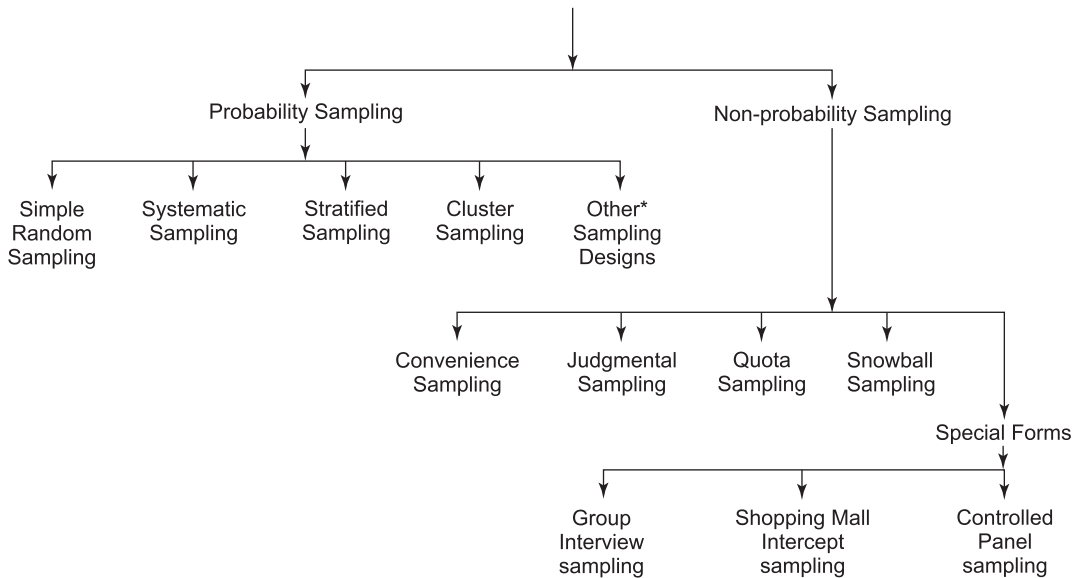 Probability Sampling
Non-probability Sampling
Simple
Random
Sampling
Systematic
Sampling
Stratified
Sampling
Cluster
Sampling
Other*
Sampling
Designs
Convenience
Sampling
Judgmental
Sampling
Quota
Sampling
Snowball
Sampling
Special Forms
Group
Interview
sampling
Shopping Mall
Intercept
sampling
Controlled
Panel
sampling